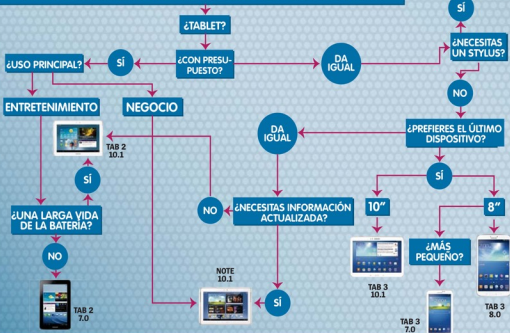 ¿TABLET?
SÍ
¿USO PRINCIPAL?
SÍ
¿CON PRESU-
PUESTO?
DA
IGUAL
¿NECESITAS
UN STYLUS?
ENTRETENIMIENTO
NEGOCIO
NO
TAB 2
10.1
DA
IGUAL
¿PREFIERES EL ÚLTIMO
DISPOSITIVO?
SÍ
SÍ
¿UNA LARGA VIDA
DE LA BATERÍA?
NO
¿NECESITAS INFORMACIÓN
ACTUALIZADA?
10"
8"
NO
¿MÁS
PEQUEÑO?
TAB 2
7.0
NOTE
10.1
SÍ
TAB 3
10.1
TAB 3
7.0
TAB 3
8.0